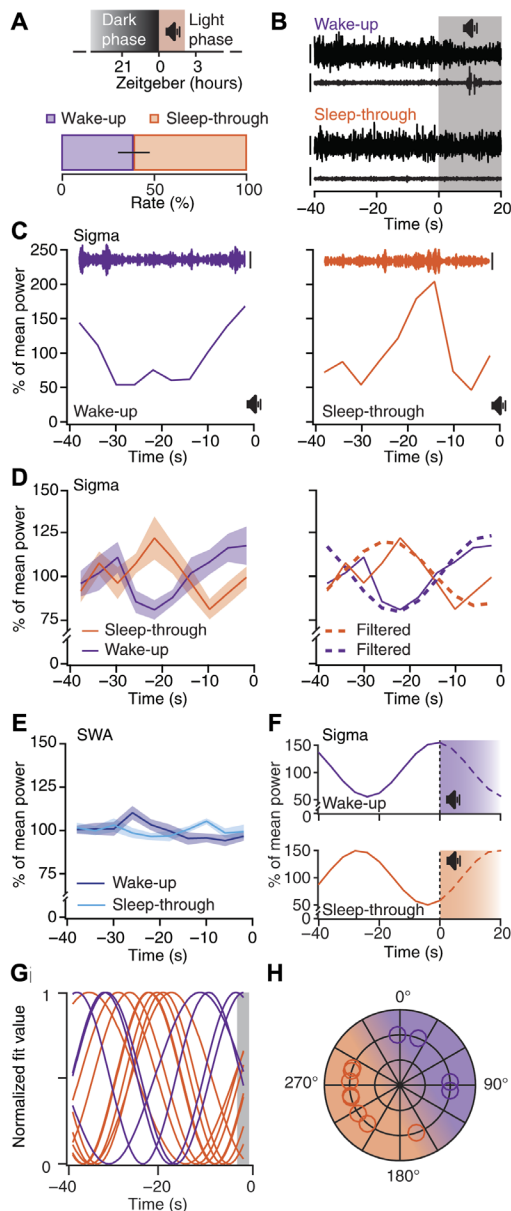 A
Dark phase
Light phase
21 0 3
Zeitgeber (hours)
Wake-up Sleep-through
0 50 100
Rate (%)
B
Wake-up
Sleep-through
-40 -20 0 20
Time (s)
C
Sigma
250
200
150
100
50
0
% of mean power
Wake-up
−40 −30 −20 −10 0
Time (s)
Sleep-through
−40 −30 −20 −10 0
Time (s)
D
Sigma
150
125
100
75
0
% of mean power
Sleep-through
Wake-up
−40 −30 −20 −10 0
Time (s)
Filtered
Filtered
−40 −30 −20 −10 0
Time (s)
E
SWA
150
125
100
75
0
% of mean power
Wake-up
Sleep-through
−40 −30 −20 −10 0
Time (s)
F
Sigma
150
100
50
0
Wake-up
% of mean power
150
100
50
0
Sleep-through
-40 -20 0 20
Time (s)
G
1
0
Normalized fit value
−40 −20 0
Time (s)
H
0°
270° 90°
180°